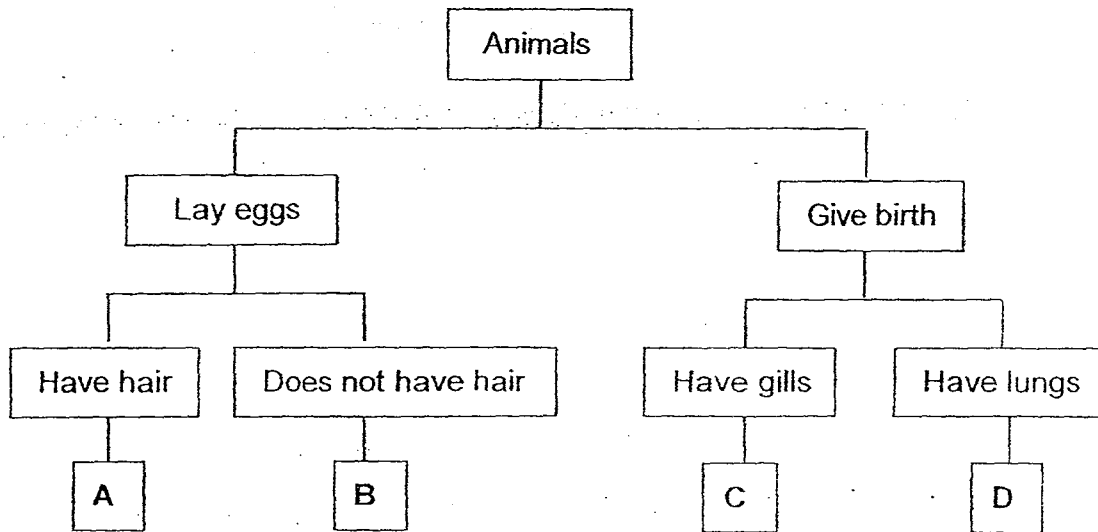 Animals
Lay eggs
Give birth
Have hair
Does not have hair
Have gills
Have lungs
A
B
C
D